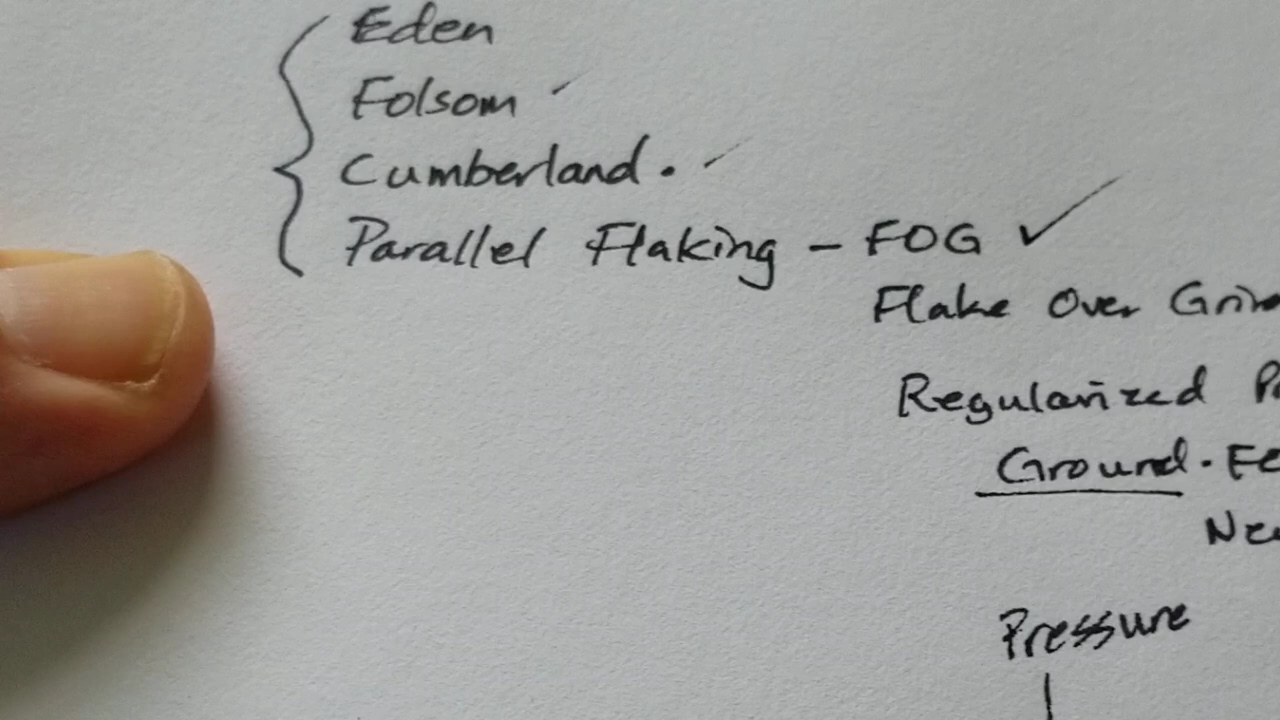 Eden
Folsom
Cumberland.
Parallel Flaking - FOG ✓
Flake Over
Regularized
Ground.
Pressure